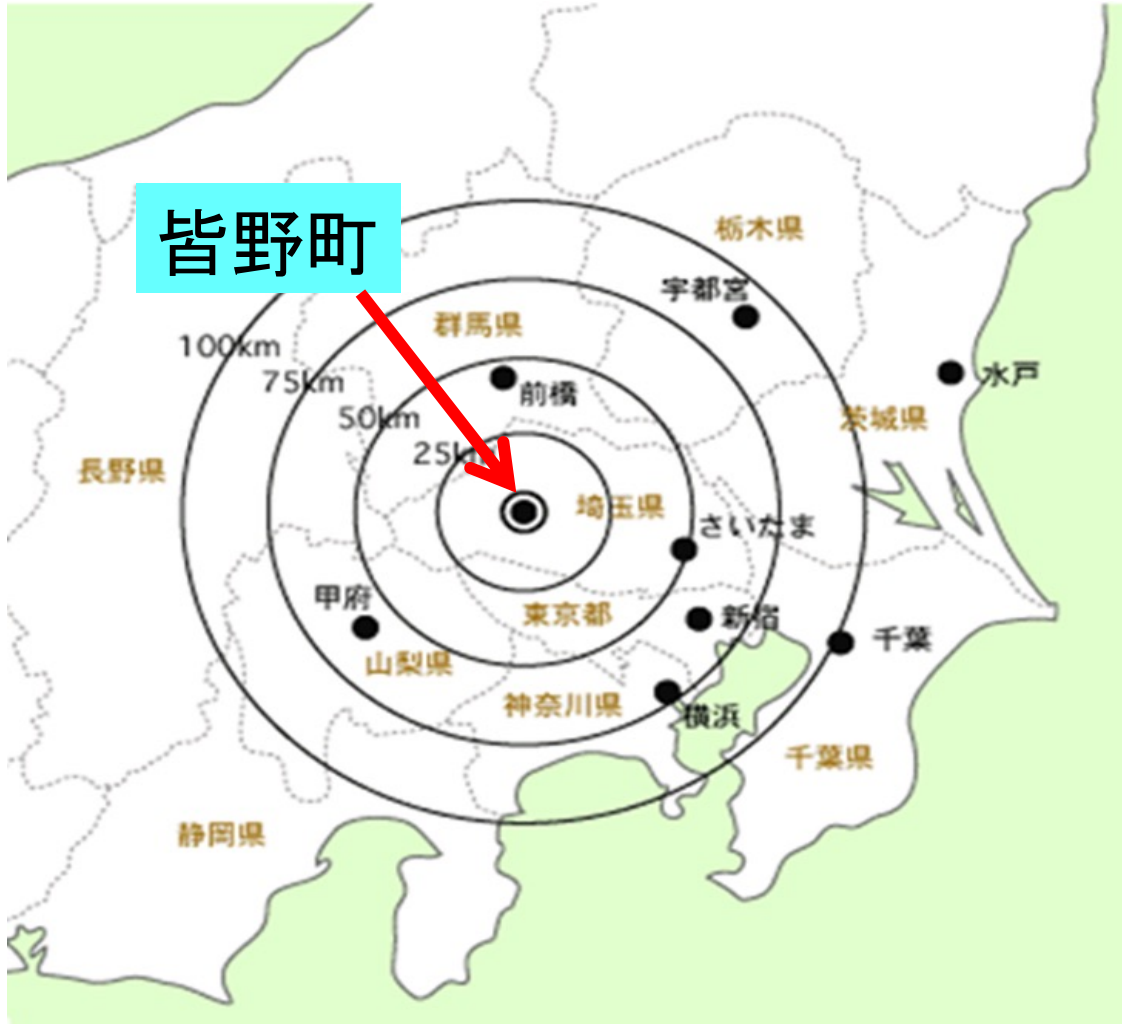 栃木県
皆野町
宇都宮
群馬県
100km
75km
水戸
前橋
50km
茨城県
25km
長野県
埼玉県
さいたま
甲府
東京都
新宿
千葉
山梨県
神奈川県
横浜
千葉県
静岡県